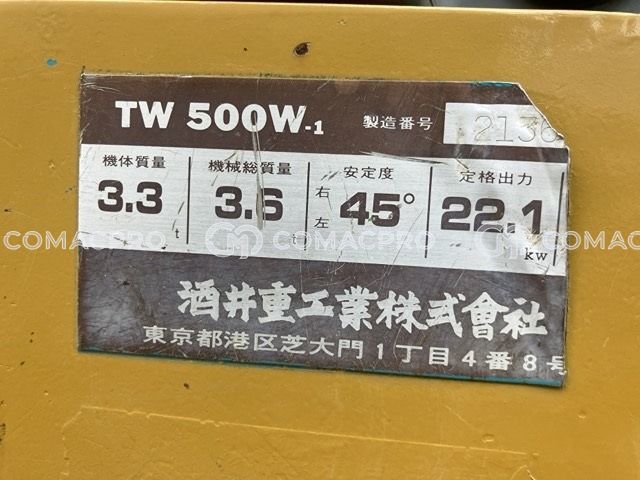 TW 500W-1 製造番号 2136
機体質量 機械総質量 安定度 定格出力
3.3 t 3.6 t 右 左 45° 22.1 kw
酒井重工業株式會社
東京都港区芝大門1丁目4番8号
COMACPRO COMACPRO COMACPRO